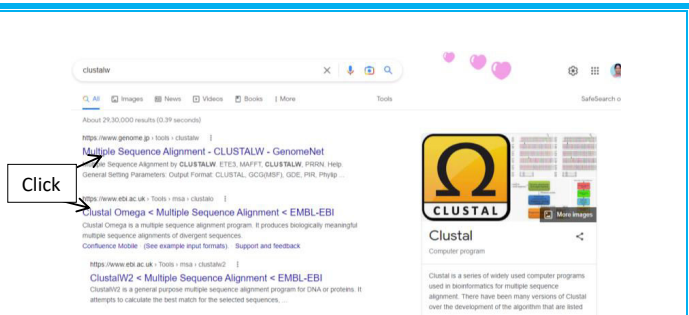 clustalw
All Images News Videos Books More Tools SafeSearch o
About 29,30,000 results (0.39 seconds)
https://www.genome.jp › tools › clustalw
Multiple Sequence Alignment - CLUSTALW - GenomeNet
Multiple Sequence Alignment by CLUSTALW, ETE3, MAFFT, CLUSTALW, PRRN, Help.
General Setting Parameters: Output Format: CLUSTAL, GCG(MSF), GDE, PIR, Phylip ...
Click
https://www.ebi.ac.uk › Tools › msa › clustalo
Clustal Omega < Multiple Sequence Alignment < EMBL-EBI
Clustal Omega is a multiple sequence alignment program. It produces biologically meaningful
multiple sequence alignments of divergent sequences.
Confluence Mobile · (See example input formats) · Support and feedback
https://www.ebi.ac.uk › Tools › msa › clustalw2
ClustalW2 < Multiple Sequence Alignment < EMBL-EBI
ClustalW2 is a general purpose multiple sequence alignment program for DNA or proteins. It
attempts to calculate the best match for the selected sequences, ...
Ω
CLUSTAL
More images
Clustal
Computer program
Clustal is a series of widely used computer programs
used in bioinformatics for multiple sequence
alignment. There have been many versions of Clustal
over the development of the algorithm that are listed